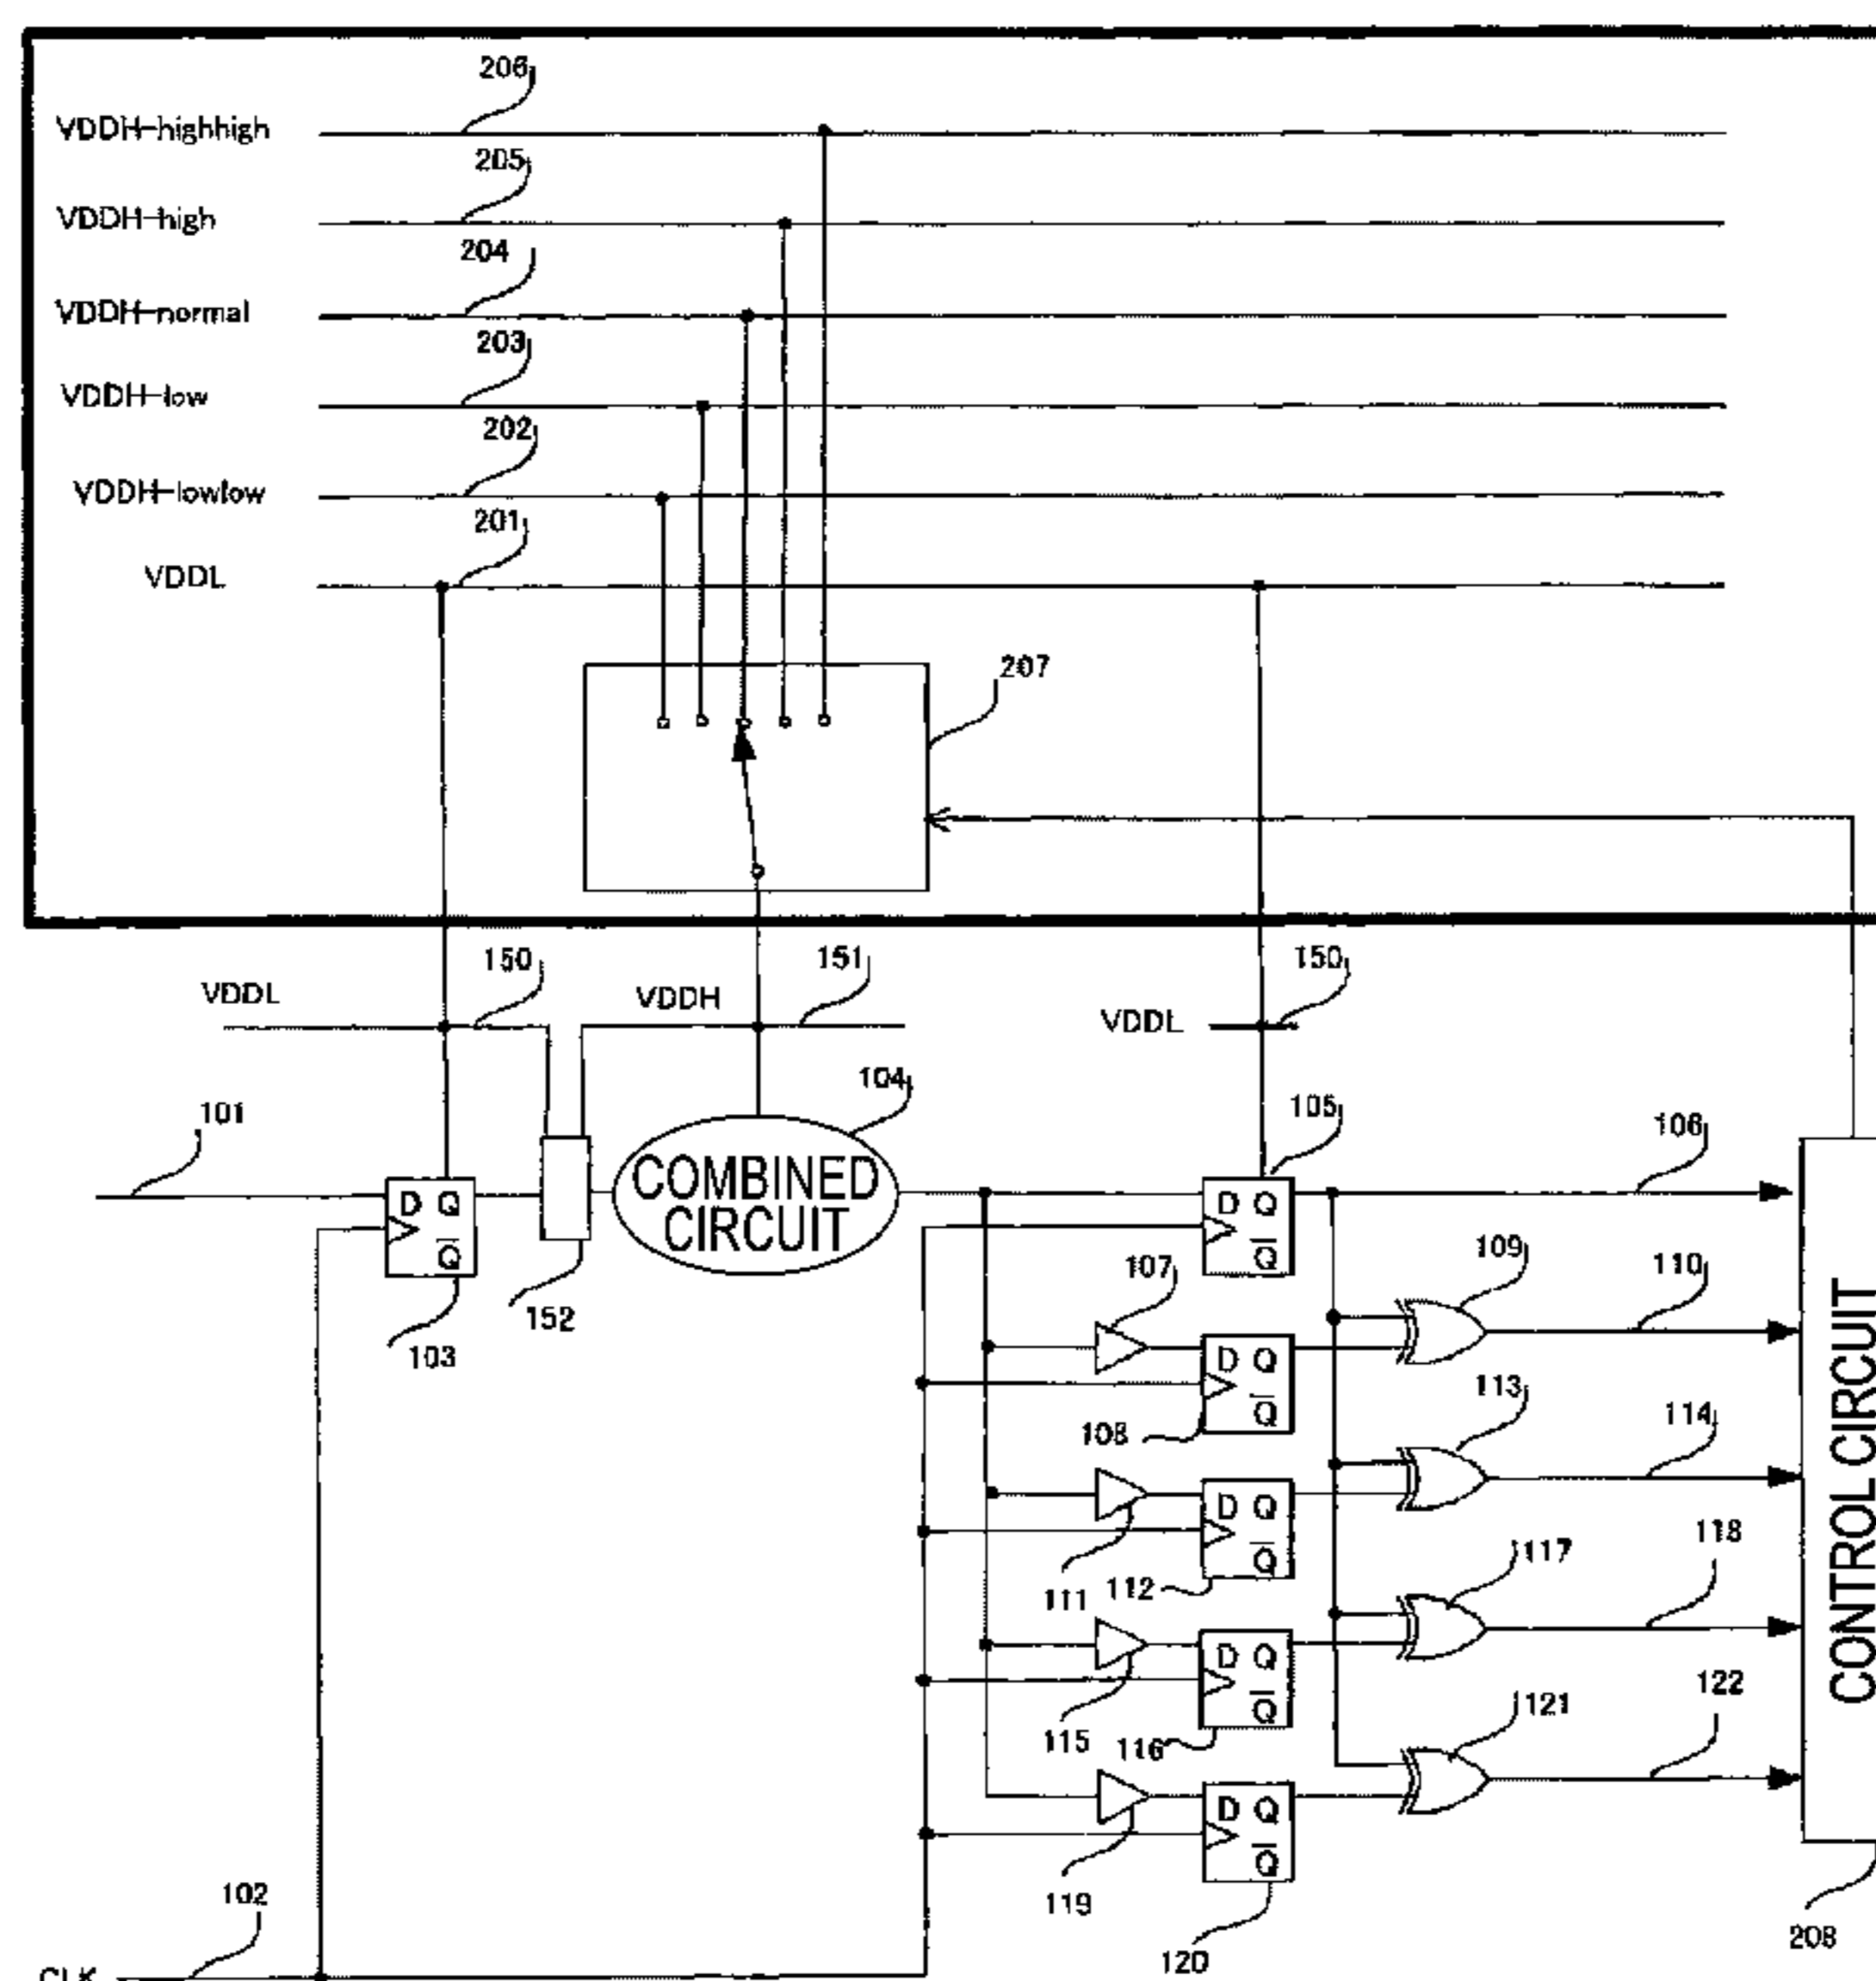 206
VDDH-highhigh
205
VDDH-high
204
VDDH-normal
203
VDDH-low
202
VDDH-lowlow
201
VDDL
207
150
151
150
VDDL
VDDH
VDDL
104
105
101
106
D Q
Q
COMBINED
CIRCUIT
D Q
Q
152
103
107
109
110
D Q
Q
108
113
114
D Q
Q
111
112
117
118
D Q
Q
115
116
121
122
D Q
Q
119
120
CONTROL CIRCUIT
208
102
CLK